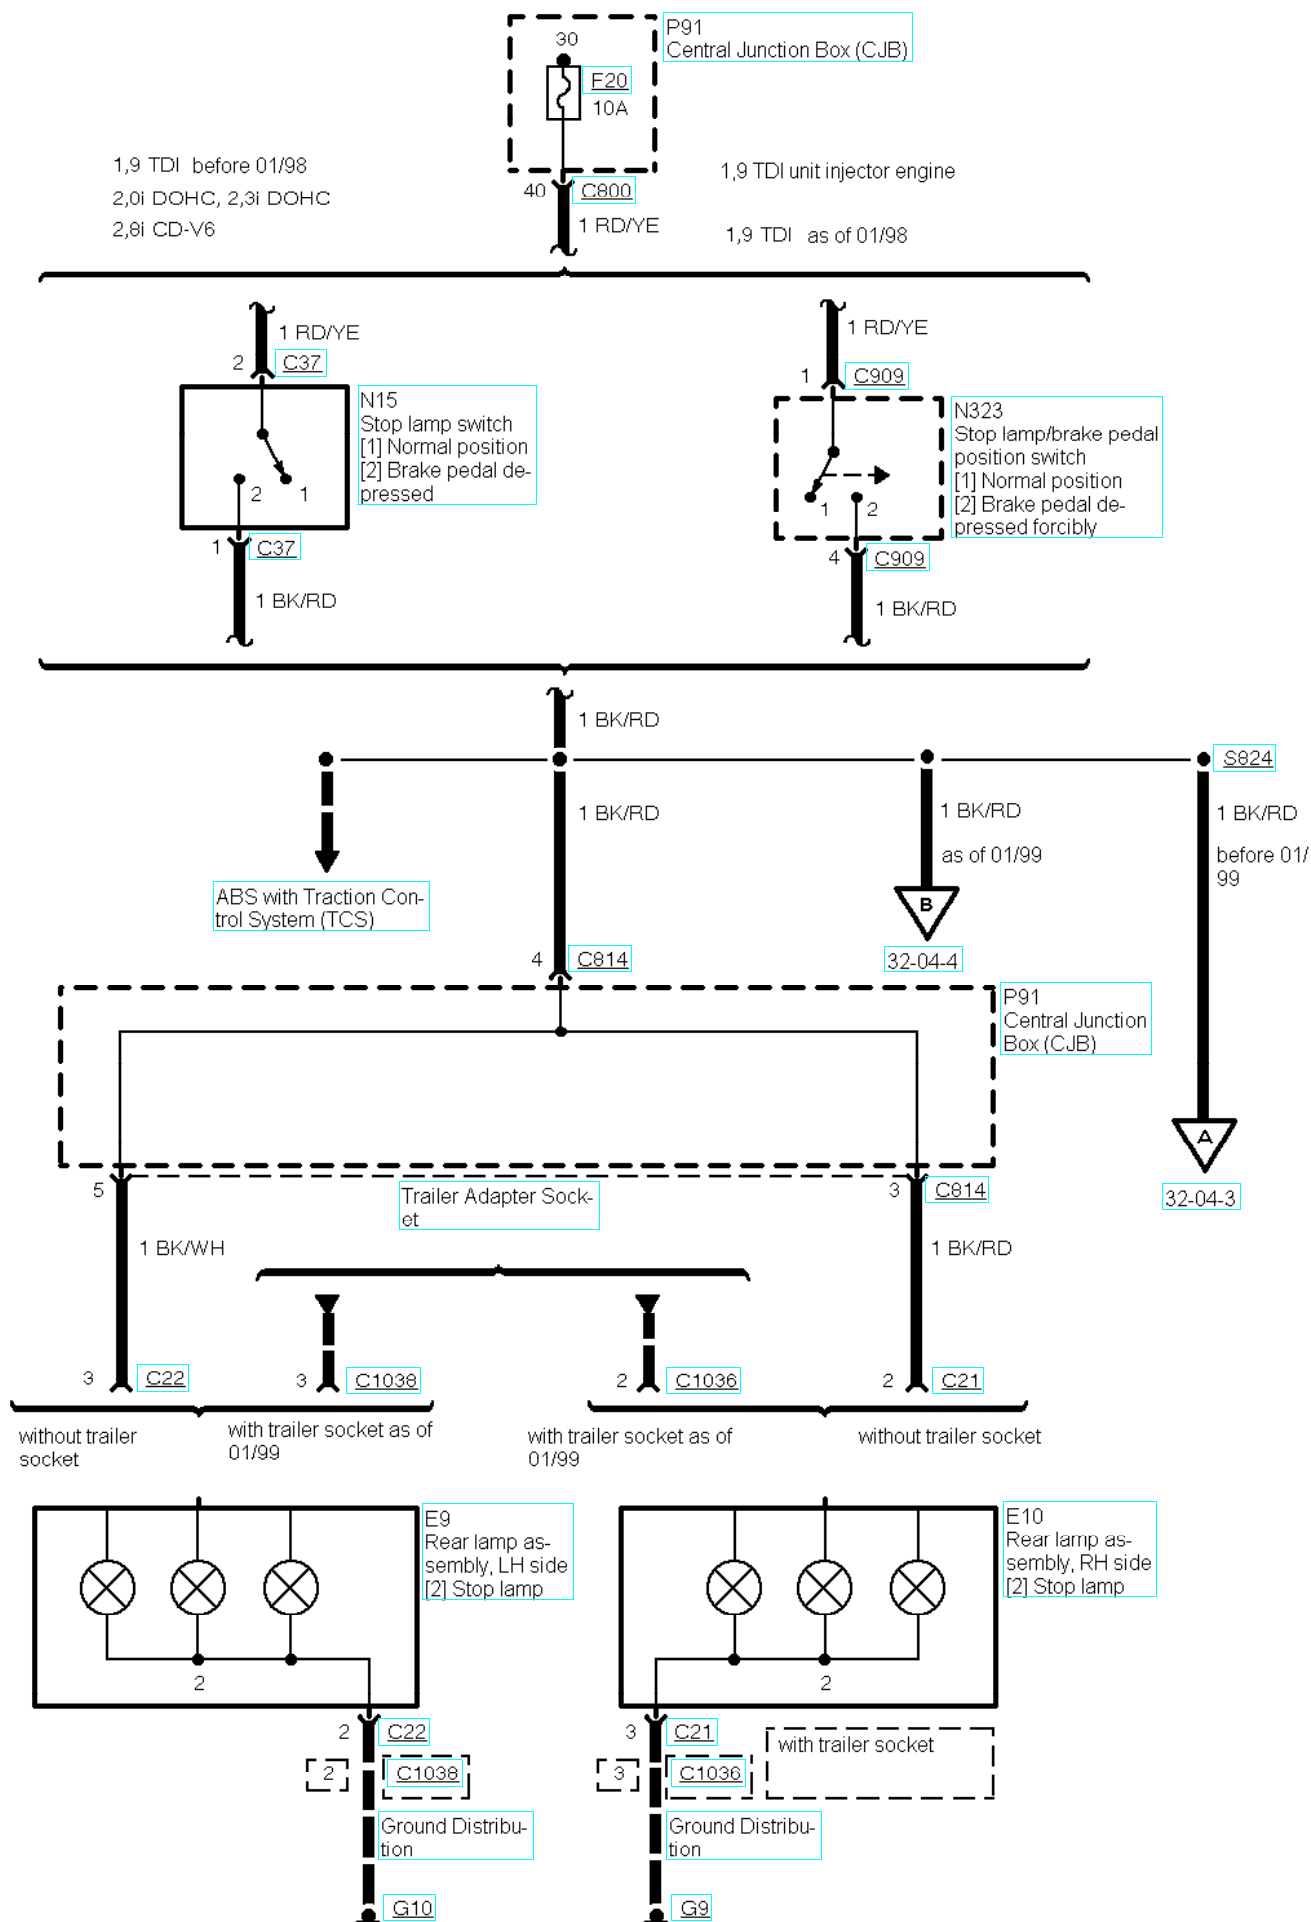 P91
Central Junction Box (CJB)
30
F20
10A
1,9 TDI before 01/98
2,0i DOHC, 2,3i DOHC
2,8i CD-V6
1,9 TDI unit injector engine
40
C800
1 RD/YE
1,9 TDI as of 01/98
1 RD/YE
2
C37
1 RD/YE
1
C909
N15
Stop lamp switch
[1] Normal position
[2] Brake pedal de-
pressed
2
1
N323
Stop lamp/brake pedal
position switch
[1] Normal position
[2] Brake pedal de-
pressed forcibly
1
2
1
C37
1 BK/RD
4
C909
1 BK/RD
1 BK/RD
S824
1 BK/RD
1 BK/RD
as of 01/99
1 BK/RD
before 01/
99
ABS with Traction Con-
trol System (TCS)
B
32-04-4
4
C814
P91
Central Junction
Box (CJB)
A
32-04-3
5
Trailer Adapter Sock-
et
3
C814
1 BK/WH
1 BK/RD
3
C22
3
C1038
2
C1036
2
C21
without trailer
socket
with trailer socket as of
01/99
with trailer socket as of
01/99
without trailer socket
E9
Rear lamp as-
sembly, LH side
[2] Stop lamp
2
E10
Rear lamp as-
sembly, RH side
[2] Stop lamp
2
2
C22
2
C1038
Ground Distribu-
tion
G10
3
C21
3
C1036
with trailer socket
Ground Distribu-
tion
G9